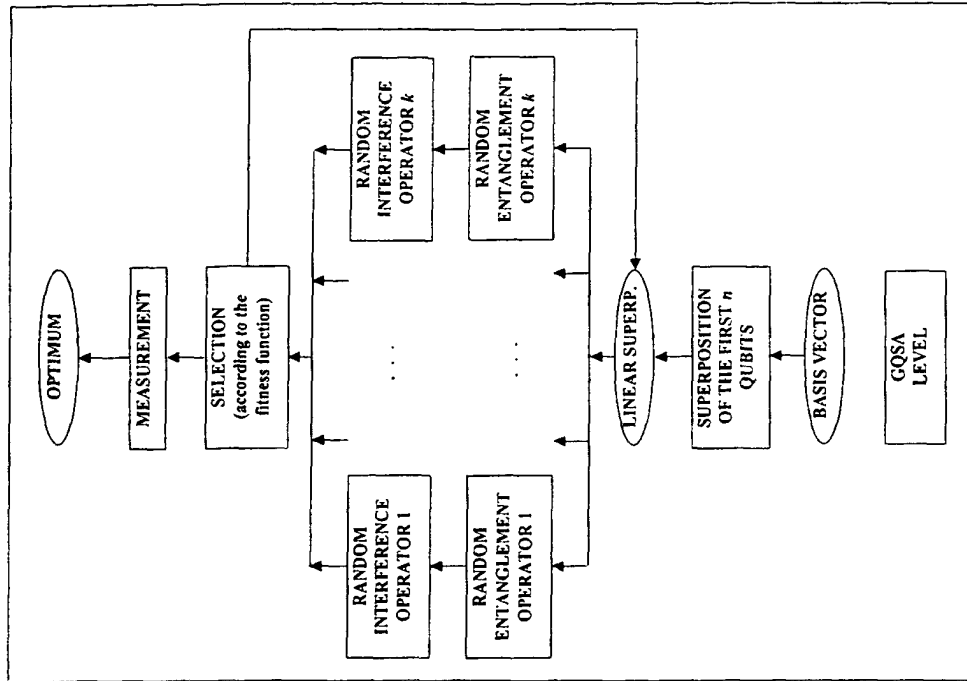 OPTIMUM
MEASUREMENT
SELECTION
(according to the
fitness function)
RANDOM
INTERFERENCE
OPERATOR 1
. . .
RANDOM
INTERFERENCE
OPERATOR k
RANDOM
ENTANGLEMENT
OPERATOR 1
. . .
RANDOM
ENTANGLEMENT
OPERATOR k
LINEAR SUPERP.
SUPERPOSITION
OF THE FIRST n
QUBITS
BASIS VECTOR
GQSA
LEVEL